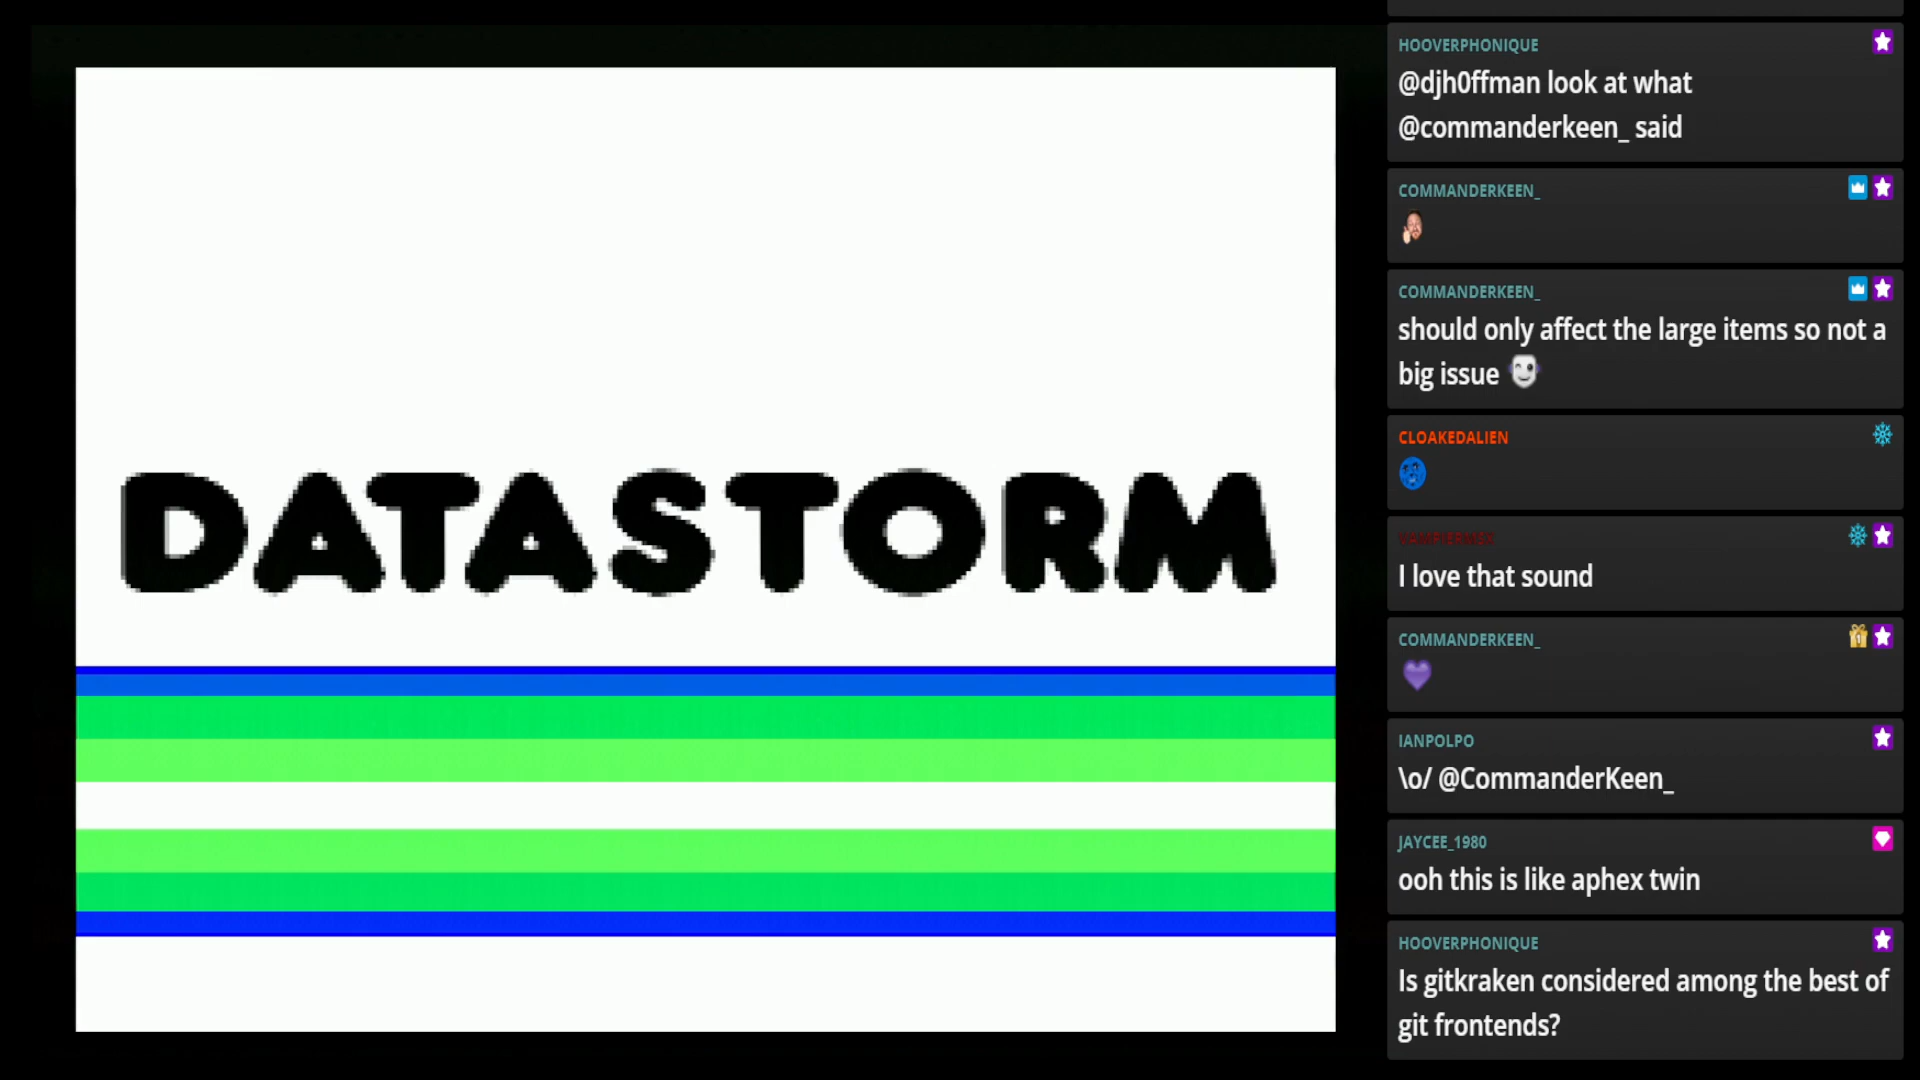 DATASTORM
HOOVERPHONIQUE
@djh0ffman look at what
@commanderkeen_ said
COMMANDERKEEN_
COMMANDERKEEN_
should only affect the large items so not a
big issue
CLOAKEDALIEN
I love that sound
COMMANDERKEEN_
IANPOLPO
\o/ @CommanderKeen_
JAYCEE_1980
ooh this is like aphex twin
HOOVERPHONIQUE
Is gitkraken considered among the best of
git frontends?